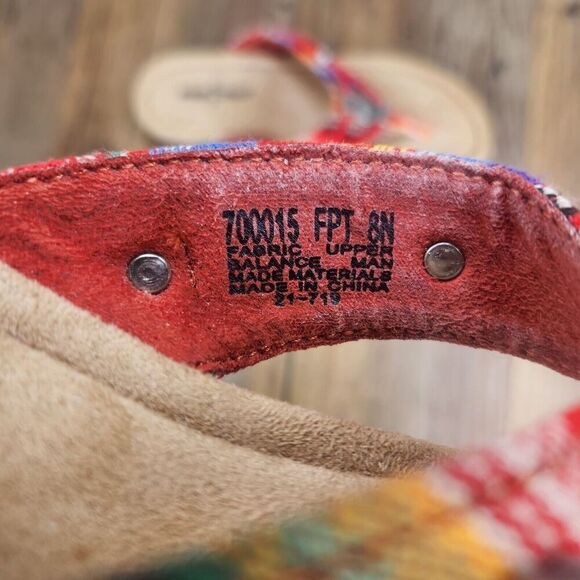 700015 FPT 8N
FABRIC UPPER
BALANCE MAN
MADE MATERIALS
MADE IN CHINA
21-719